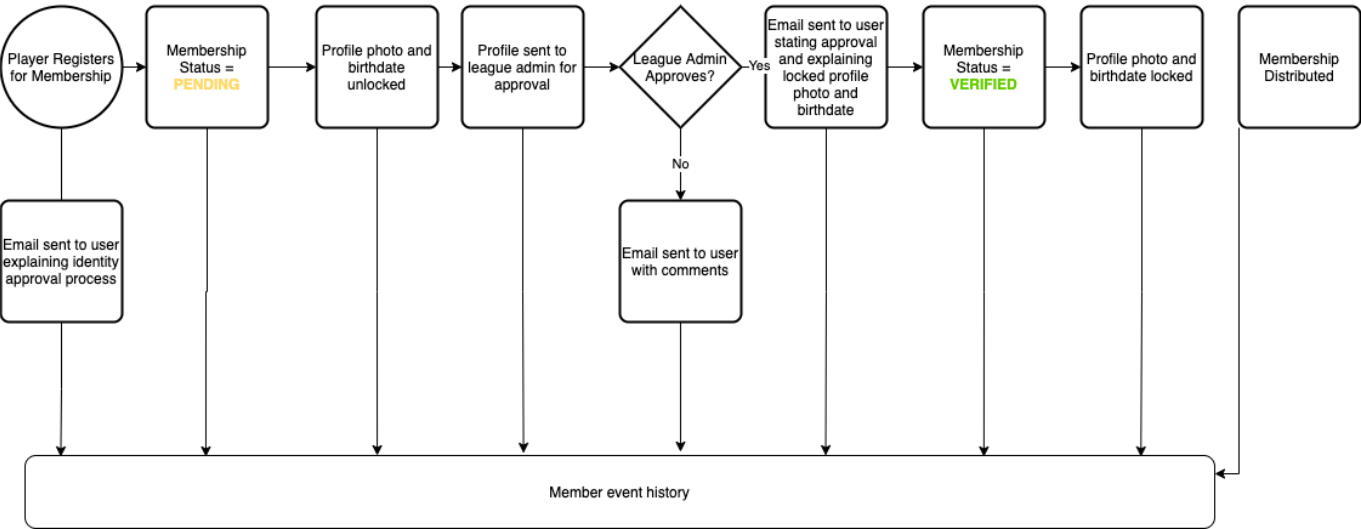 Player Registers
for Membership
Membership
Status =
PENDING
Profile photo and
birthdate
unlocked
Profile sent to
league admin for
approval
League Admin
Approves?
Yes
Email sent to user
stating approval
and explaining
locked profile
photo and
birthdate
Membership
Status =
VERIFIED
Profile photo and
birthdate locked
Membership
Distributed
No
Email sent to user
explaining identity
approval process
Email sent to user
with comments
Member event history